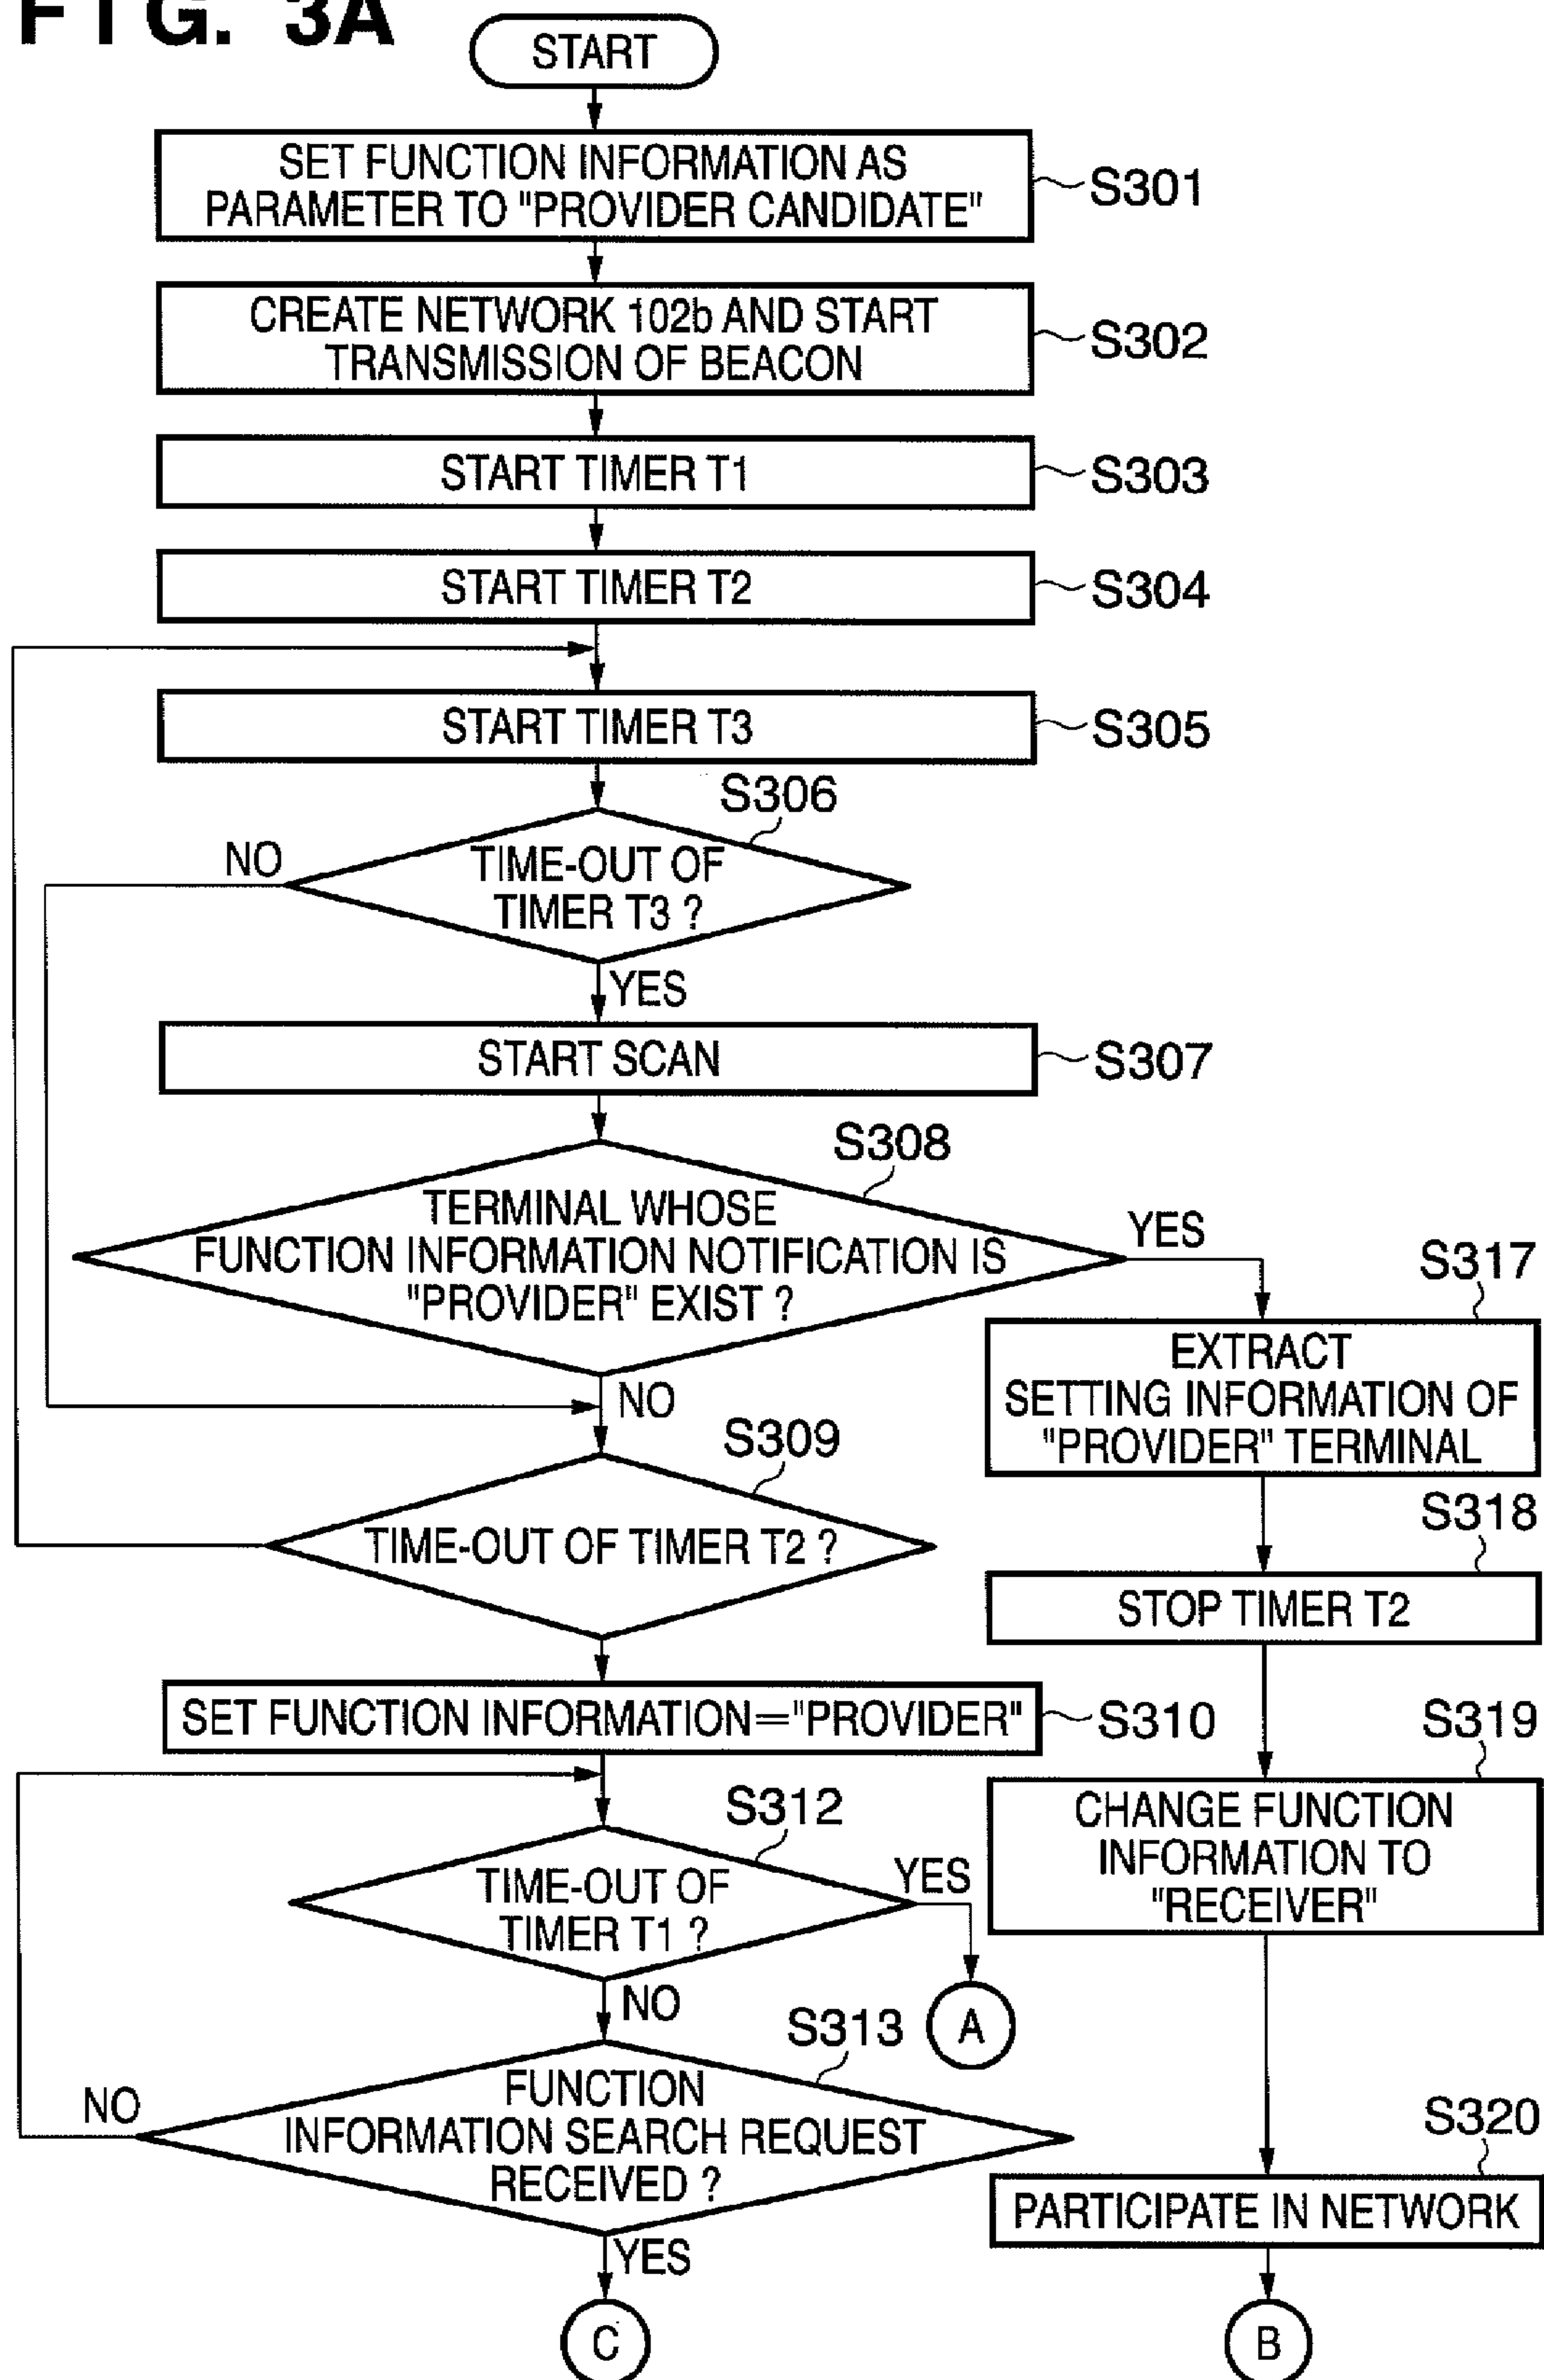 FIG. 3A
START
SET FUNCTION INFORMATION AS
PARAMETER TO "PROVIDER CANDIDATE"
S301
CREATE NETWORK 102b AND START
TRANSMISSION OF BEACON
S302
START TIMER T1
S303
START TIMER T2
S304
START TIMER T3
S305
S306
TIME-OUT OF
TIMER T3 ?
NO
YES
START SCAN
S307
S308
TERMINAL WHOSE
FUNCTION INFORMATION NOTIFICATION IS
"PROVIDER" EXIST ?
YES
NO
S309
TIME-OUT OF TIMER T2 ?
SET FUNCTION INFORMATION="PROVIDER"
S310
S312
TIME-OUT OF
TIMER T1 ?
YES
A
NO
S313
FUNCTION
INFORMATION SEARCH REQUEST
RECEIVED ?
NO
YES
C
S317
EXTRACT
SETTING INFORMATION OF
"PROVIDER" TERMINAL
S318
STOP TIMER T2
S319
CHANGE FUNCTION
INFORMATION TO
"RECEIVER"
S320
PARTICIPATE IN NETWORK
B